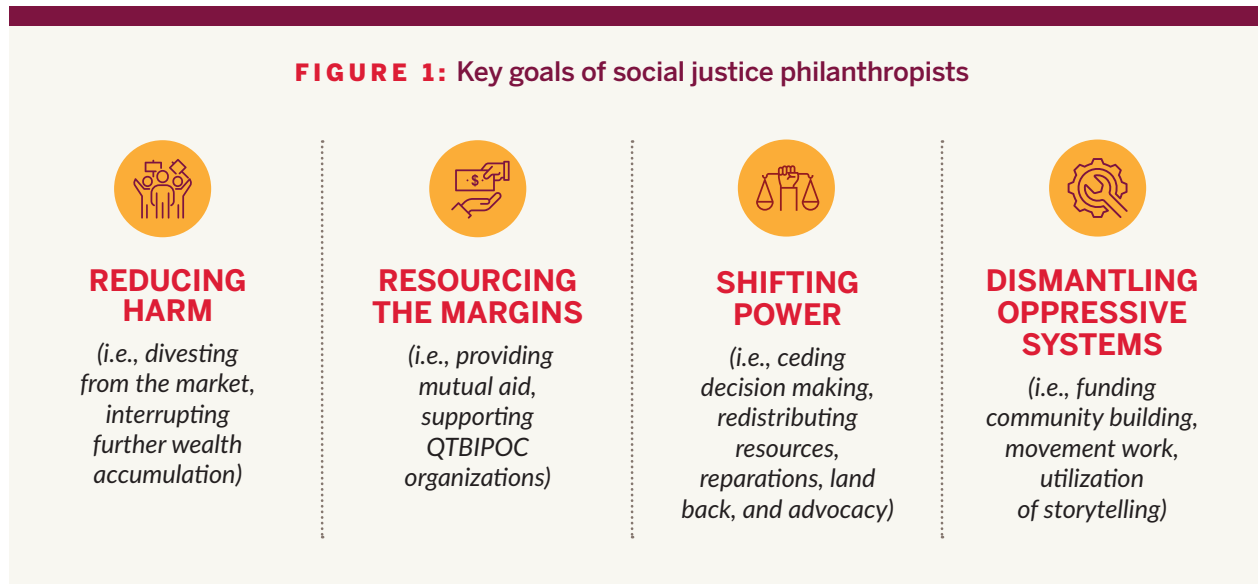 FIGURE 1: Key goals of social justice philanthropists
REDUCING
HARM
(i.e., divesting
from the market,
interrupting
further wealth
accumulation)
$
RESOURCING
THE MARGINS
(i.e., providing
mutual aid,
supporting
QTBIPOC
organizations)
SHIFTING
POWER
(i.e., ceding
decision making,
redistributing
resources,
reparations, land
back, and advocacy)
DISMANTLING
OPPRESSIVE
SYSTEMS
(i.e., funding
community building,
movement work,
utilization
of storytelling)